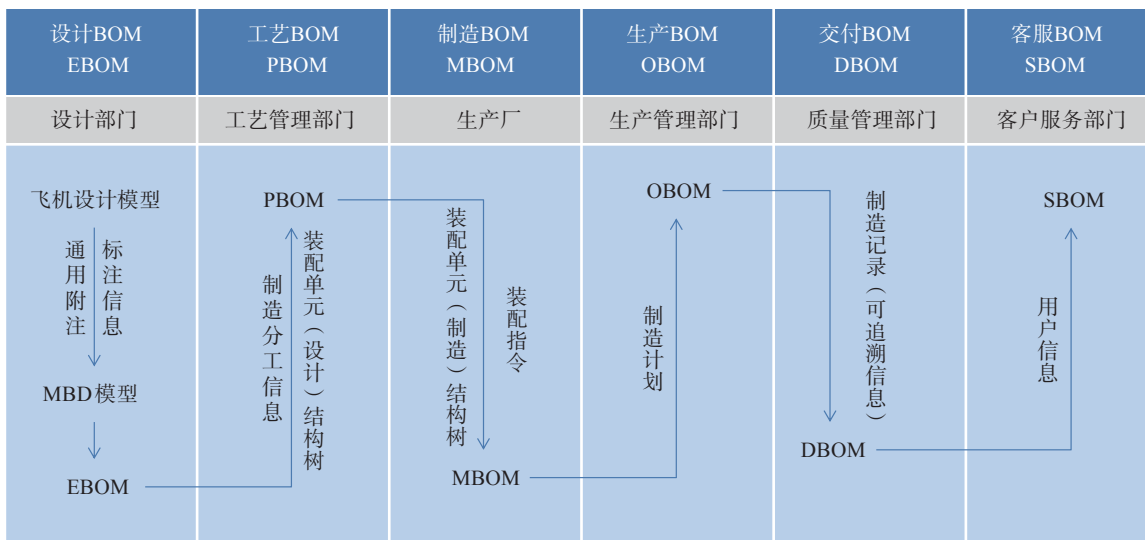 设计BOM
EBOM
工艺BOM
PBOM
制造BOM
MBOM
生产BOM
OBOM
交付BOM
DBOM
客服BOM
SBOM
设计部门
工艺管理部门
生产厂
生产管理部门
质量管理部门
客户服务部门
飞机设计模型
通用附注
标注信息
MBD模型
EBOM
PBOM
制造分工信息
装配单元（设计）结构树
装配单元（制造）结构树
装配指令
MBOM
OBOM
制造计划
制造记录（可追溯信息）
DBOM
SBOM
用户信息